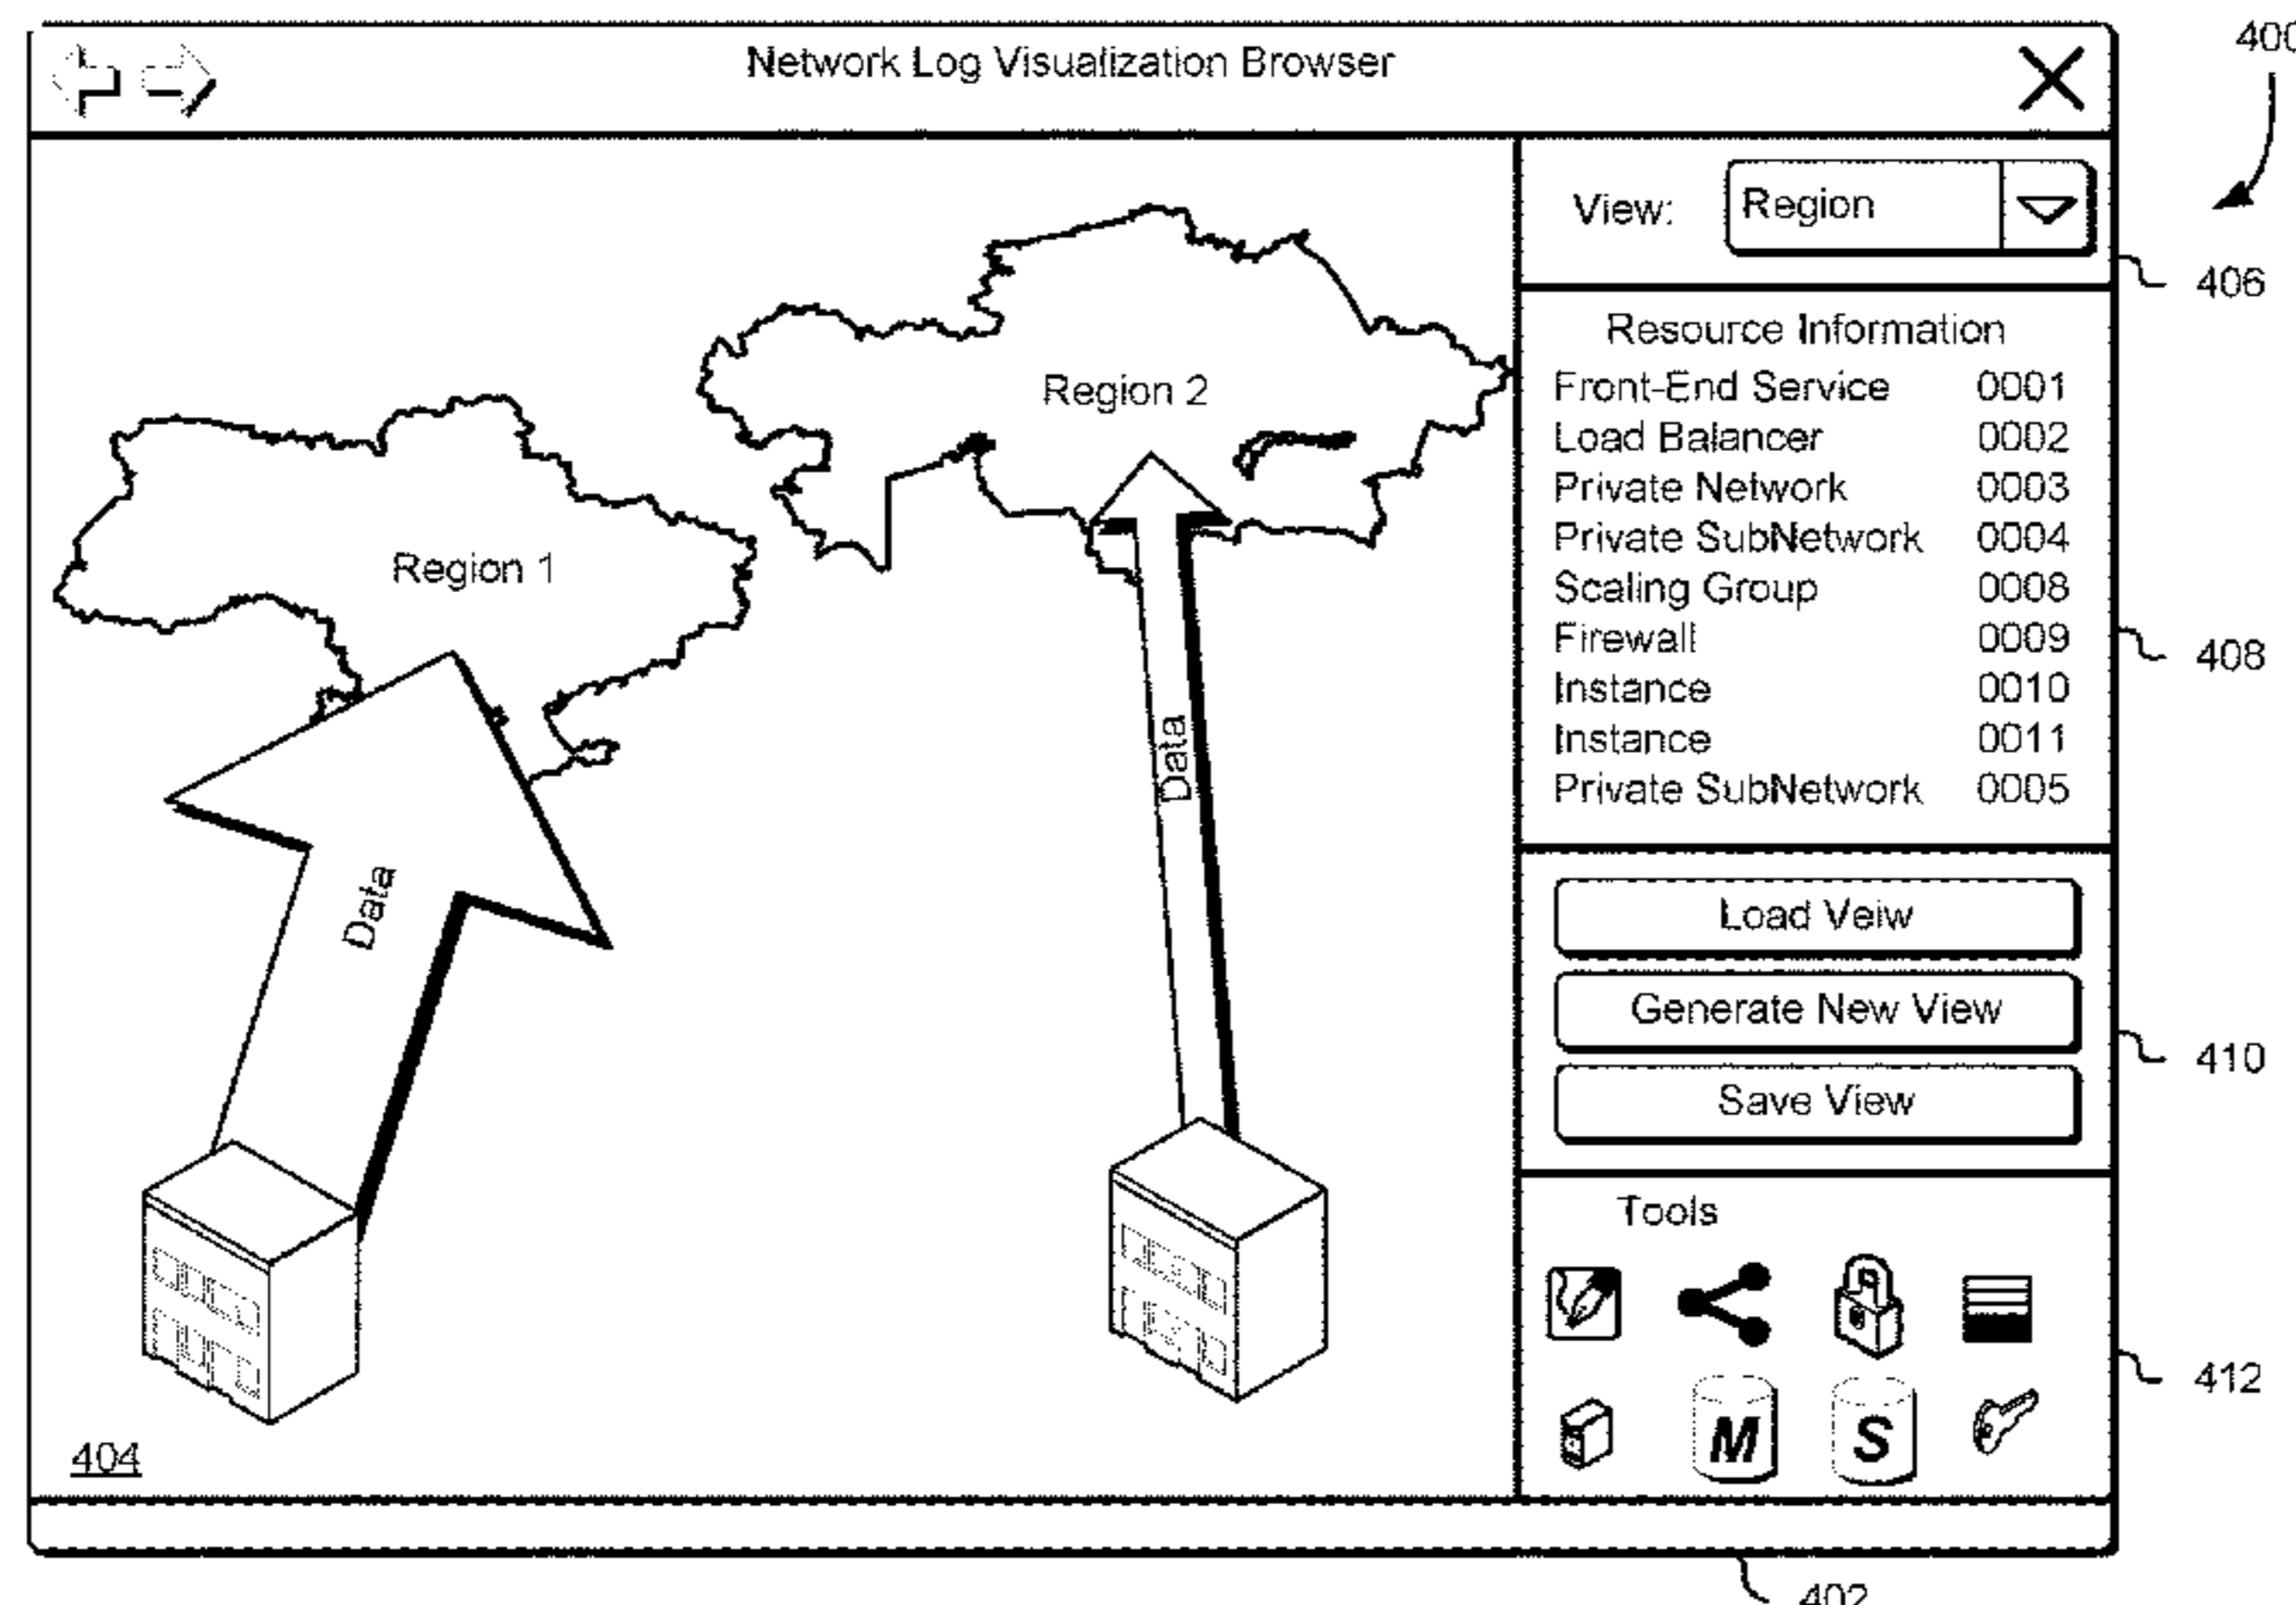 Network Log Visualization Browser
400
View: Region
406
Resource Information
Front-End Service 0001
Load Balancer 0002
Private Network 0003
Private SubNetwork 0004
Scaling Group 0008
Firewall 0009
Instance 0010
Instance 0011
Private SubNetwork 0005
408
Region 2
Region 1
Data
Data
Load Veiw
Generate New View
Save View
410
Tools
M
S
412
404
402